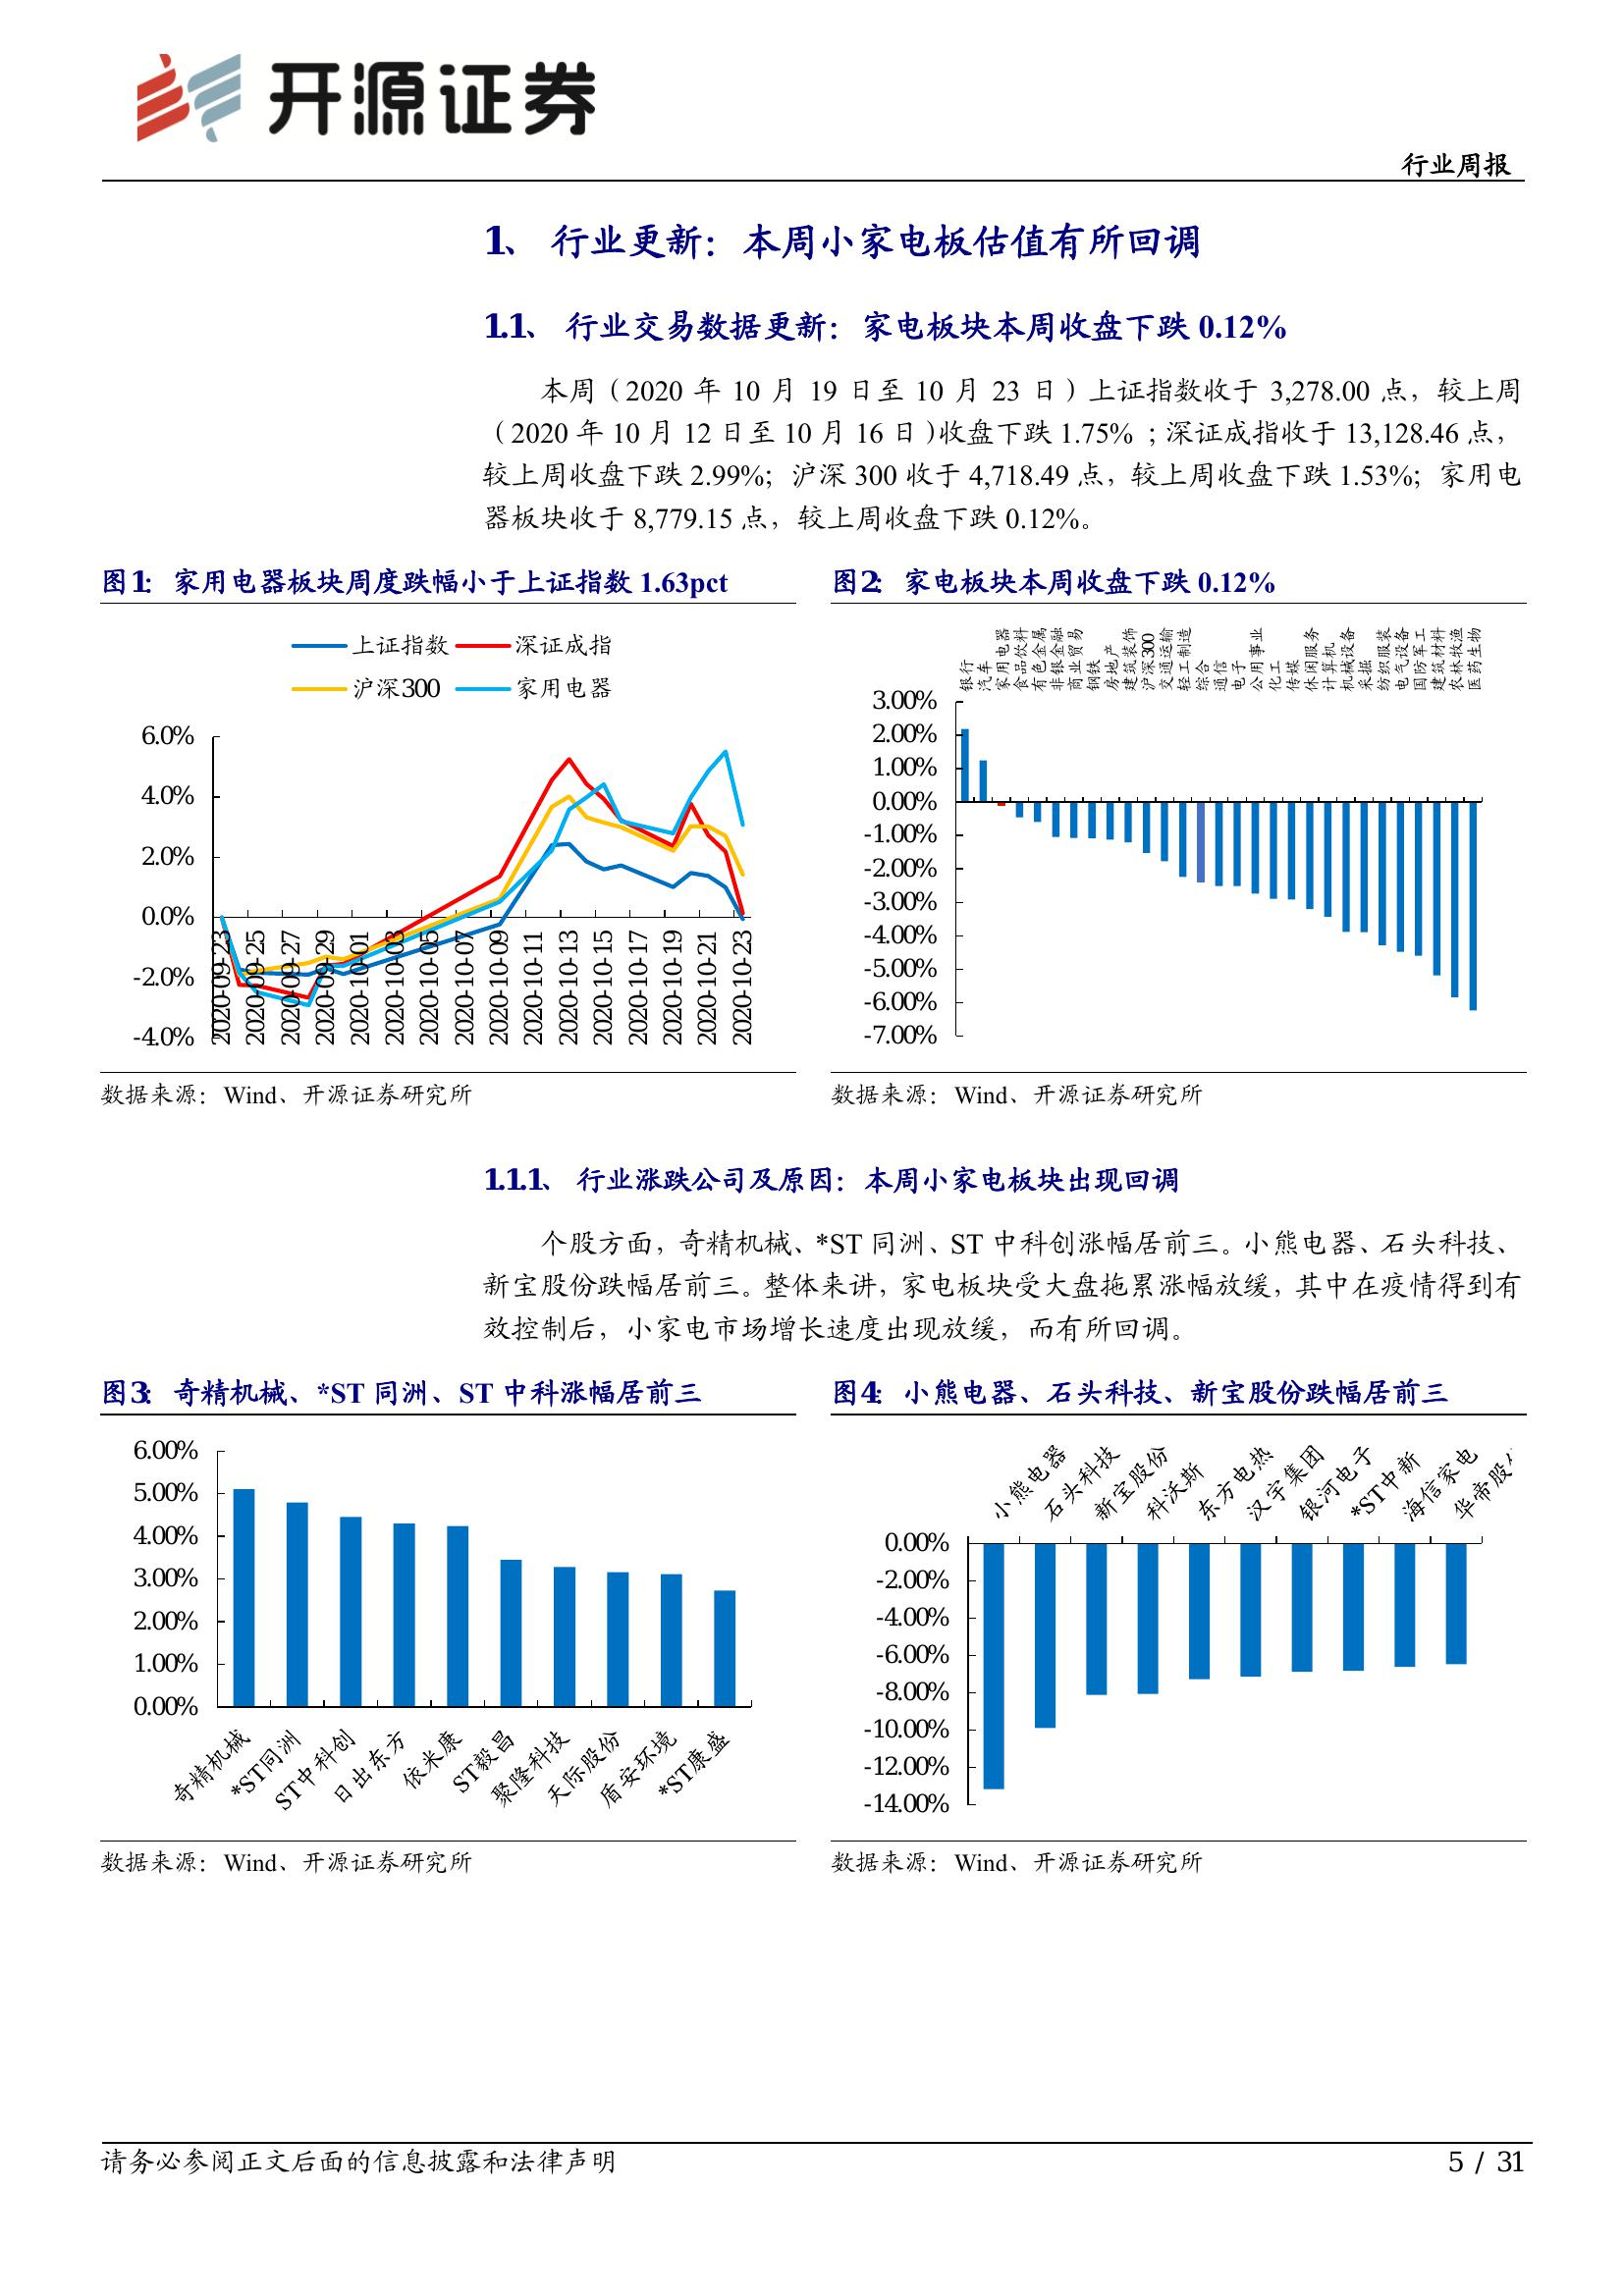 开源证券
行业周报
1、 行业更新：本周小家电板估值有所回调
1.1、 行业交易数据更新：家电板块本周收盘下跌 0.12%
本周（2020 年 10 月 19 日至 10 月 23 日）上证指数收于 3,278.00 点，较上周
（2020 年 10 月 12 日至 10 月 16 日）收盘下跌 1.75%；深证成指收于 13,128.46 点，
较上周收盘下跌 2.99%；沪深 300 收于 4,718.49 点，较上周收盘下跌 1.53%；家用电
器板块收于 8,779.15 点，较上周收盘下跌 0.12%。
图1：家用电器板块周度跌幅小于上证指数 1.63pct
上证指数 深证成指
沪深300 家用电器
6.0%
4.0%
2.0%
0.0%
-2.0%
-4.0%
2020-09-23
2020-09-25
2020-09-27
2020-09-29
2020-10-01
2020-10-03
2020-10-05
2020-10-07
2020-10-09
2020-10-11
2020-10-13
2020-10-15
2020-10-17
2020-10-19
2020-10-21
2020-10-23
数据来源：Wind、开源证券研究所
图2：家电板块本周收盘下跌 0.12%
银行
汽车
家用电器
食品饮料
有色金属
非银金融
商业贸易
钢铁
房地产
建筑装饰
沪深300
交通运输
轻工制造
综合
通信
电子
公用事业
化工
传媒
休闲服务
计算机
机械设备
采掘
纺织服装
电气设备
国防军工
建筑材料
农林牧渔
医药生物
3.00%
2.00%
1.00%
0.00%
-1.00%
-2.00%
-3.00%
-4.00%
-5.00%
-6.00%
-7.00%
数据来源：Wind、开源证券研究所
1.1.1、 行业涨跌公司及原因：本周小家电板块出现回调
个股方面，奇精机械、*ST 同洲、ST 中科创涨幅居前三。小熊电器、石头科技、
新宝股份跌幅居前三。整体来讲，家电板块受大盘拖累涨幅放缓，其中在疫情得到有
效控制后，小家电市场增长速度出现放缓，而有所回调。
图3：奇精机械、*ST 同洲、ST 中科涨幅居前三
6.00%
5.00%
4.00%
3.00%
2.00%
1.00%
0.00%
奇精机械
*ST同洲
ST中科创
日出东方
依米康
ST毅昌
聚隆科技
天际股份
盾安环境
*ST康盛
数据来源：Wind、开源证券研究所
图4：小熊电器、石头科技、新宝股份跌幅居前三
小熊电器
石头科技
新宝股份
科沃斯
东方电热
汉宇集团
银河电子
*ST中新
海信家电
华帝股
0.00%
-2.00%
-4.00%
-6.00%
-8.00%
-10.00%
-12.00%
-14.00%
数据来源：Wind、开源证券研究所
请务必参阅正文后面的信息披露和法律声明
5 / 31